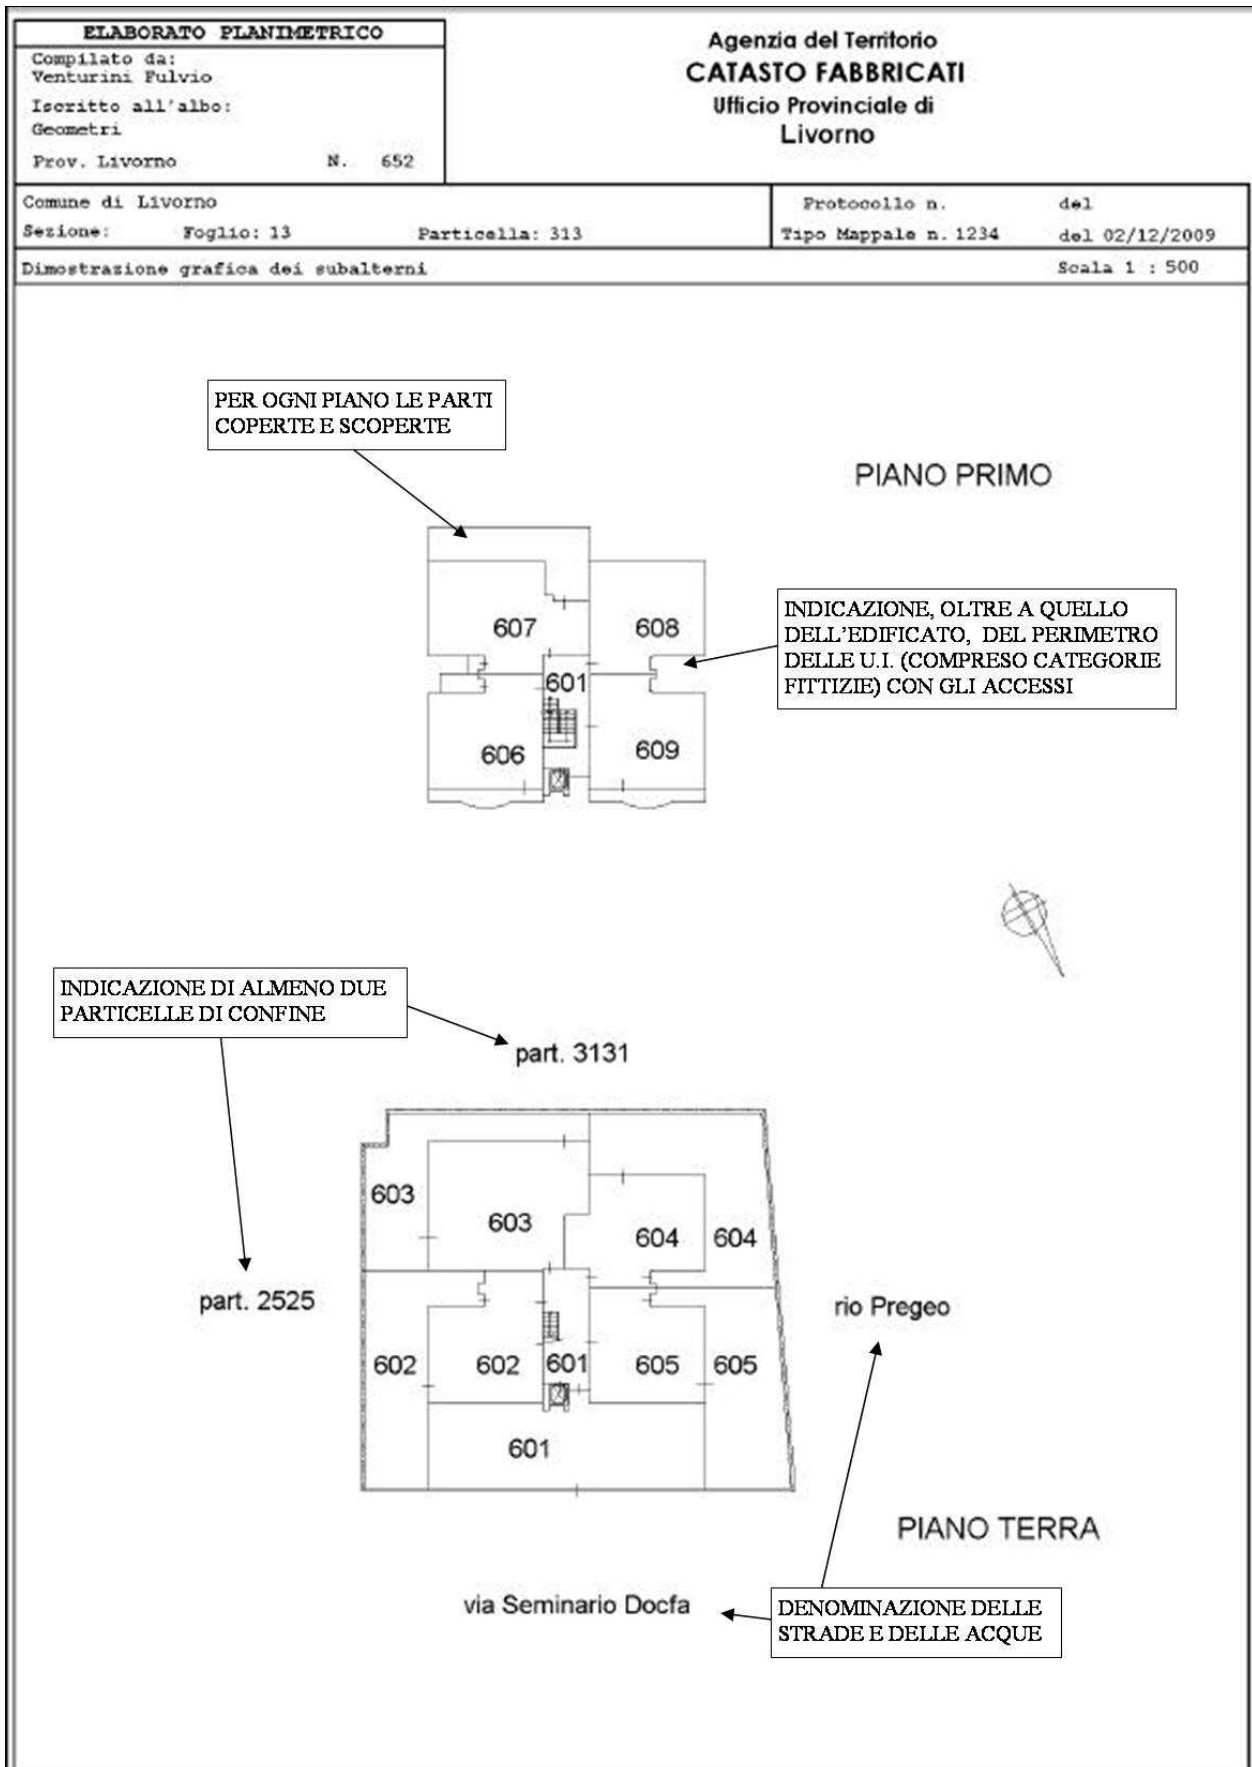 ELABORATO PLANIMETRICO
Compilato da:
Venturini Fulvio
Iscritto all'albo:
Geometri
Prov. Livorno N. 652
Agenzia del Territorio
CATASTO FABBRICATI
Ufficio Provinciale di
Livorno
Comune di Livorno
Sezione: Foglio: 13 Particella: 313
Protocollo n. del
Tipo Mappale n. 1234 del 02/12/2009
Dimostrazione grafica dei subalterni Scala 1 : 500
PER OGNI PIANO LE PARTI
COPERTE E SCOPERTE
PIANO PRIMO
INDICAZIONE, OLTRE A QUELLO
DELL'EDIFICATO, DEL PERIMETRO
DELLE U.I. (COMPRESO CATEGORIE
FITTIZIE) CON GLI ACCESSI
607 608
601
606 609
INDICAZIONE DI ALMENO DUE
PARTICELLE DI CONFINE
part. 3131
603
603
604 604
part. 2525
rio Pregeo
602 602 601 605 605
601
PIANO TERRA
via Seminario Docfa
DENOMINAZIONE DELLE
STRADE E DELLE ACQUE